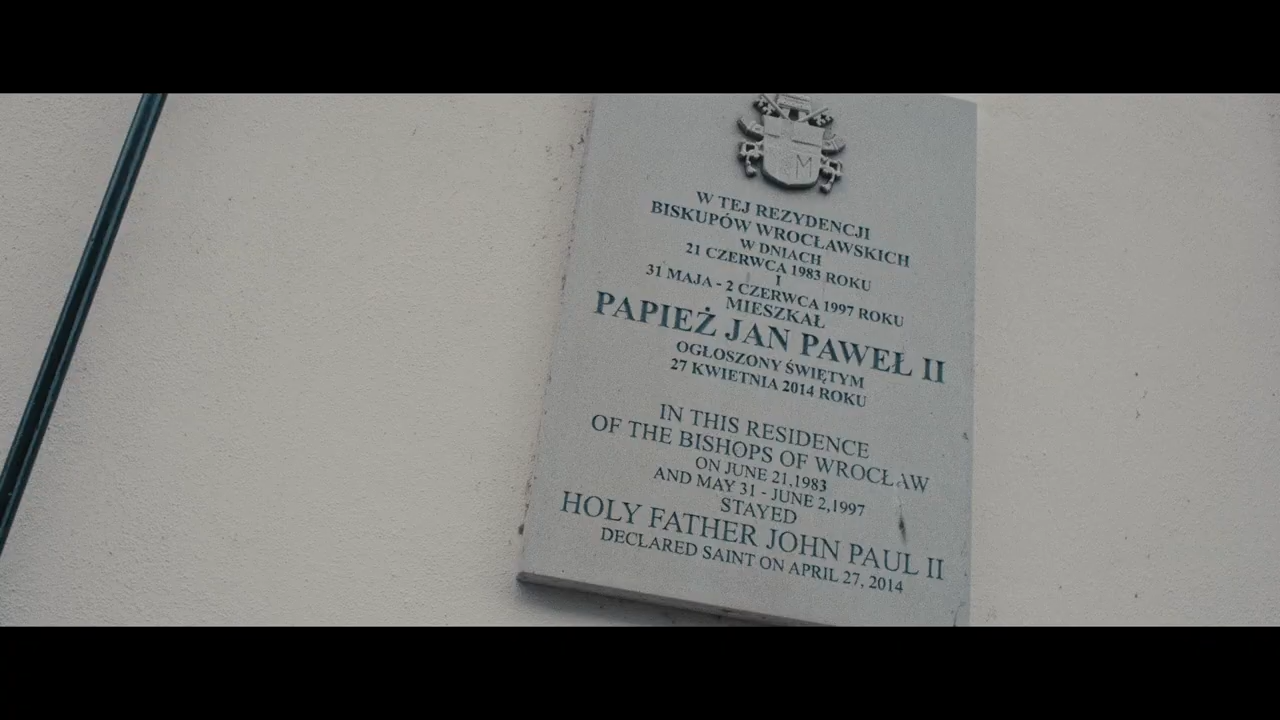 M
W TEJ REZYDENCJI
BISKUPÓW WROCŁAWSKICH
W DNIACH
21 CZERWCA 1983 ROKU
I
31 MAJA - 2 CZERWCA 1997 ROKU
MIESZKAŁ
PAPIEŻ JAN PAWEŁ II
OGŁOSZONY ŚWIĘTYM
27 KWIETNIA 2014 ROKU
IN THIS RESIDENCE
OF THE BISHOPS OF WROCŁAW
ON JUNE 21,1983
AND MAY 31 - JUNE 2,1997
STAYED
HOLY FATHER JOHN PAUL II
DECLARED SAINT ON APRIL 27, 2014